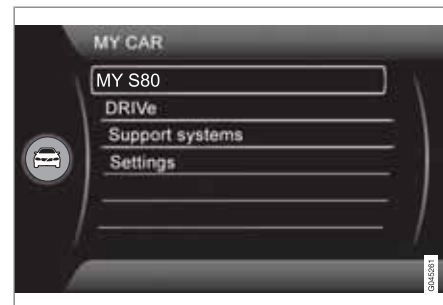 MY CAR
MY S80
DRIVe
Support systems
Settings
G045261